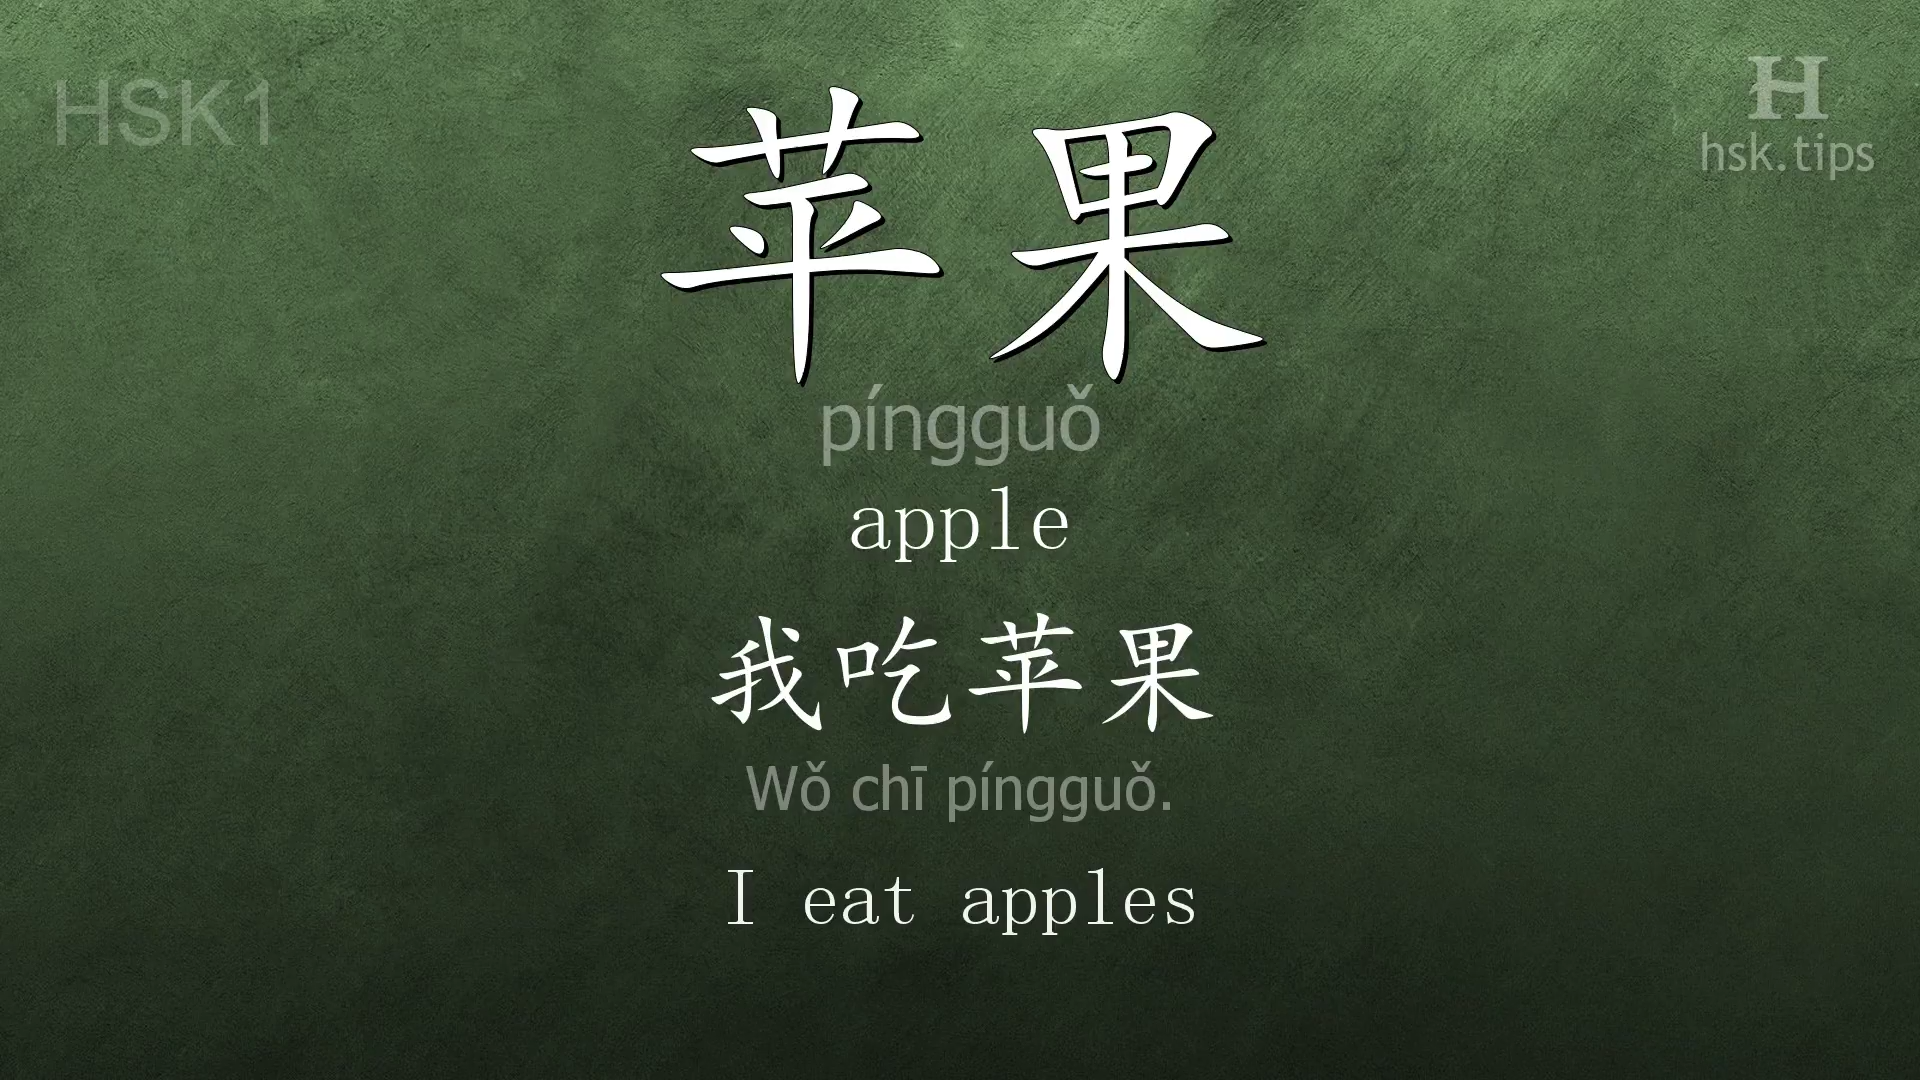 HSK1
H
hsk.tips
苹果
píngguǒ
apple
我吃苹果
Wǒ chī píngguǒ.
I eat apples